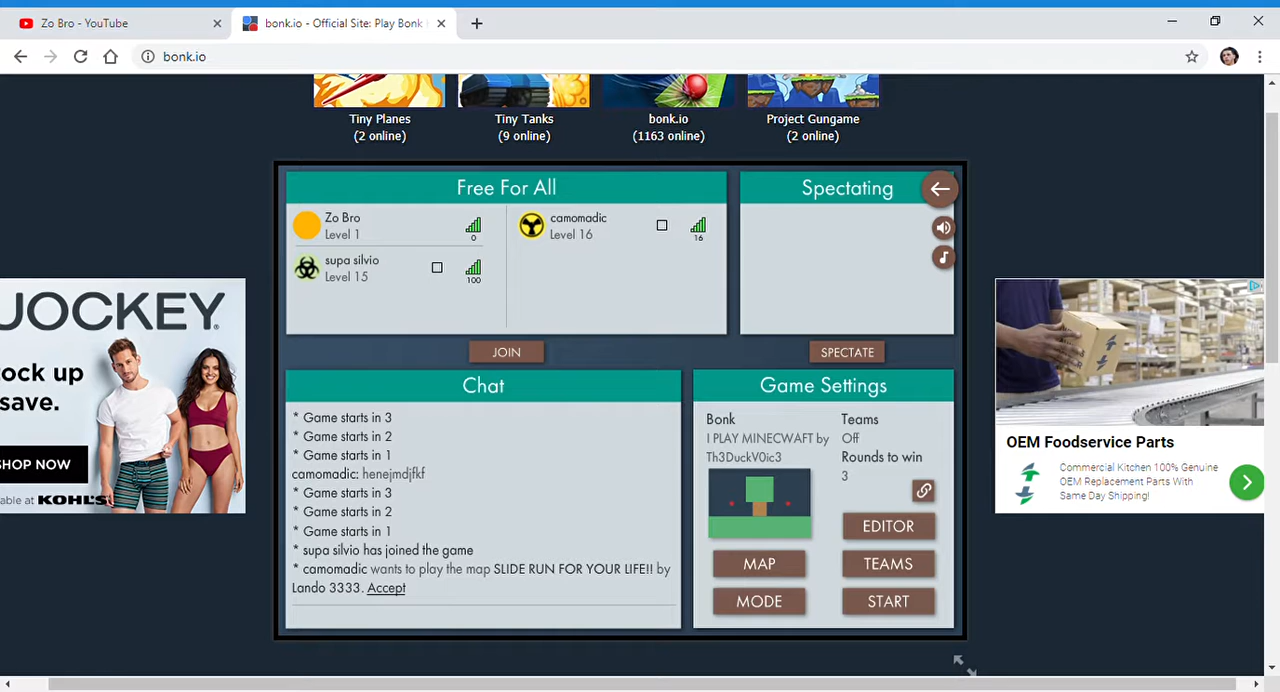 Zo Bro - YouTube
bonk.io - Official Site: Play Bonk
bonk.io
Tiny Planes
(2 online)
Tiny Tanks
(9 online)
bonk.io
(1163 online)
Project Gungame
(2 online)
Free For All
Zo Bro
Level 1
0
camomadic
Level 16
16
supa silvio
Level 15
100
Spectating
JOIN
SPECTATE
Chat
* Game starts in 3
* Game starts in 2
* Game starts in 1
camomadic: henejmdjfkf
* Game starts in 3
* Game starts in 2
* Game starts in 1
* supa silvio has joined the game
* camomadic wants to play the map SLIDE RUN FOR YOUR LIFE!! by
Lando 3333. Accept
Game Settings
Bonk
I PLAY MINECWAFT by
Th3DuckV0ic3
Teams
Off
Rounds to win
3
EDITOR
MAP
TEAMS
MODE
START
JOCKEY.
tock up
save.
SHOP NOW
able at KOHL'S
OEM Foodservice Parts
Commercial Kitchen 100% Genuine
OEM Replacement Parts With
Same Day Shipping!